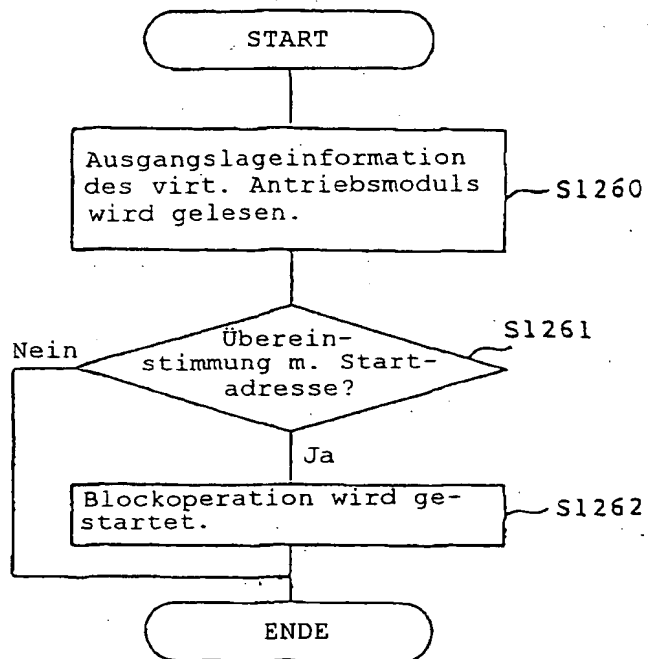 START
Ausgangslageinformation
des virt. Antriebsmoduls
wird gelesen.
S1260
Überein-
stimmung m. Start-
adresse?
S1261
Nein
Ja
Blockoperation wird ge-
startet.
S1262
ENDE